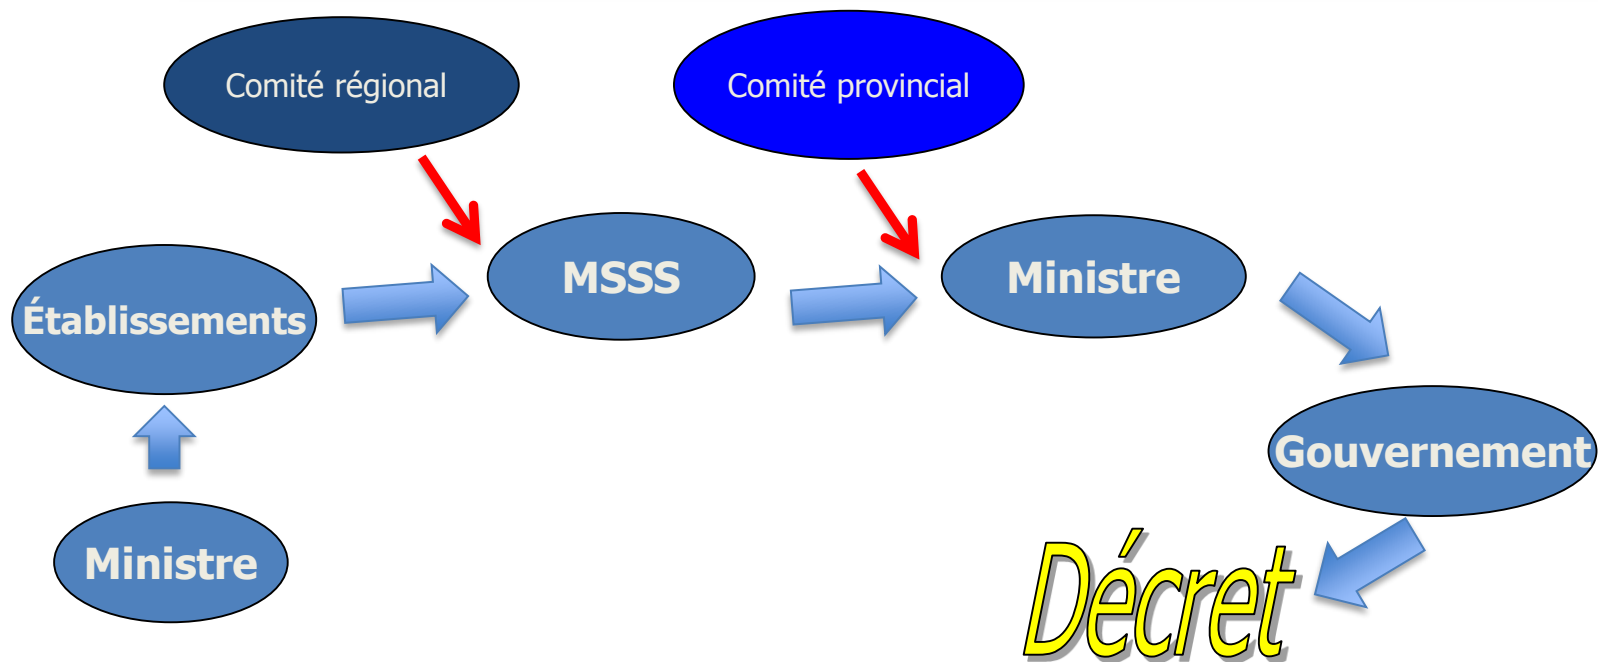 Comité régional
Comité provincial
MSSS
Ministre
Établissements
Gouvernement
Ministre
Décret